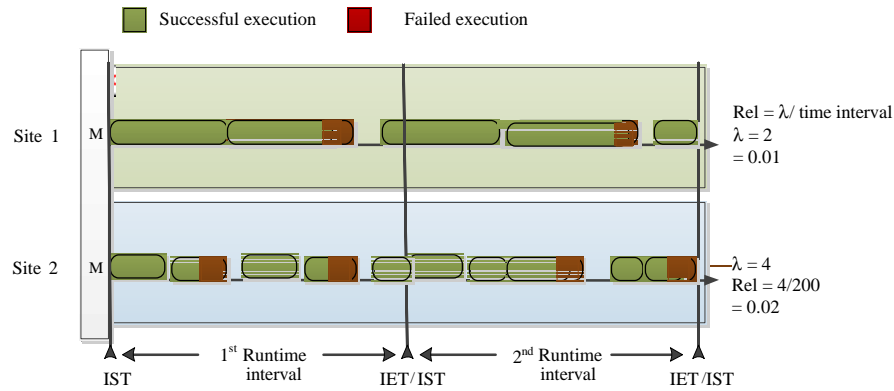 Successful execution
Failed execution
Site 1
M
Rel = λ/ time interval
λ = 2
= 0.01
Site 2
M
λ = 4
Rel = 4/200
= 0.02
1st Runtime interval
2nd Runtime interval
IST
IET/IST
IET/IST